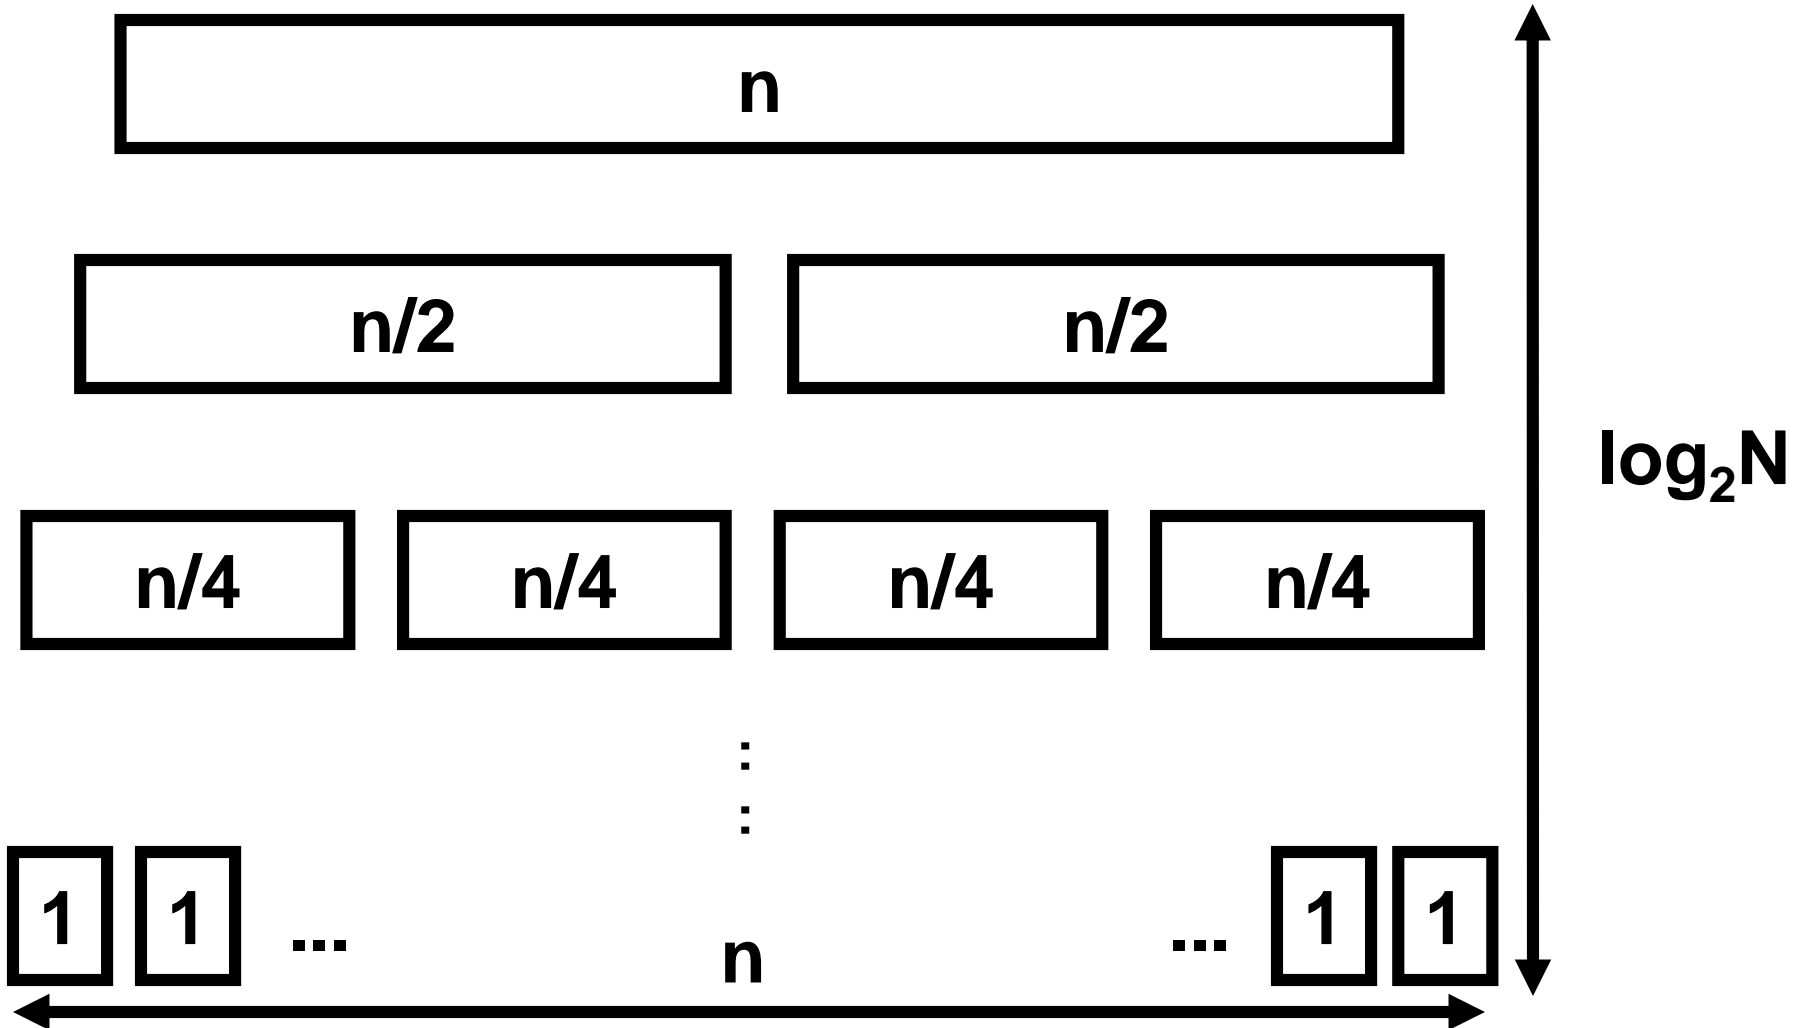 n
n/2 n/2
log₂N
n/4 n/4 n/4 n/4
:
:
1 1 ... n ... 1 1